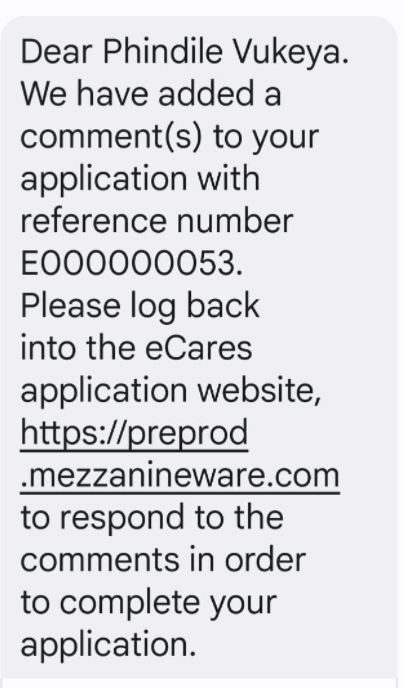 Dear Phindile Vukeya.
We have added a
comment(s) to your
application with
reference number
E000000053.
Please log back
into the eCares
application website,
https://preprod
.mezzanineware.com
to respond to the
comments in order
to complete your
application.